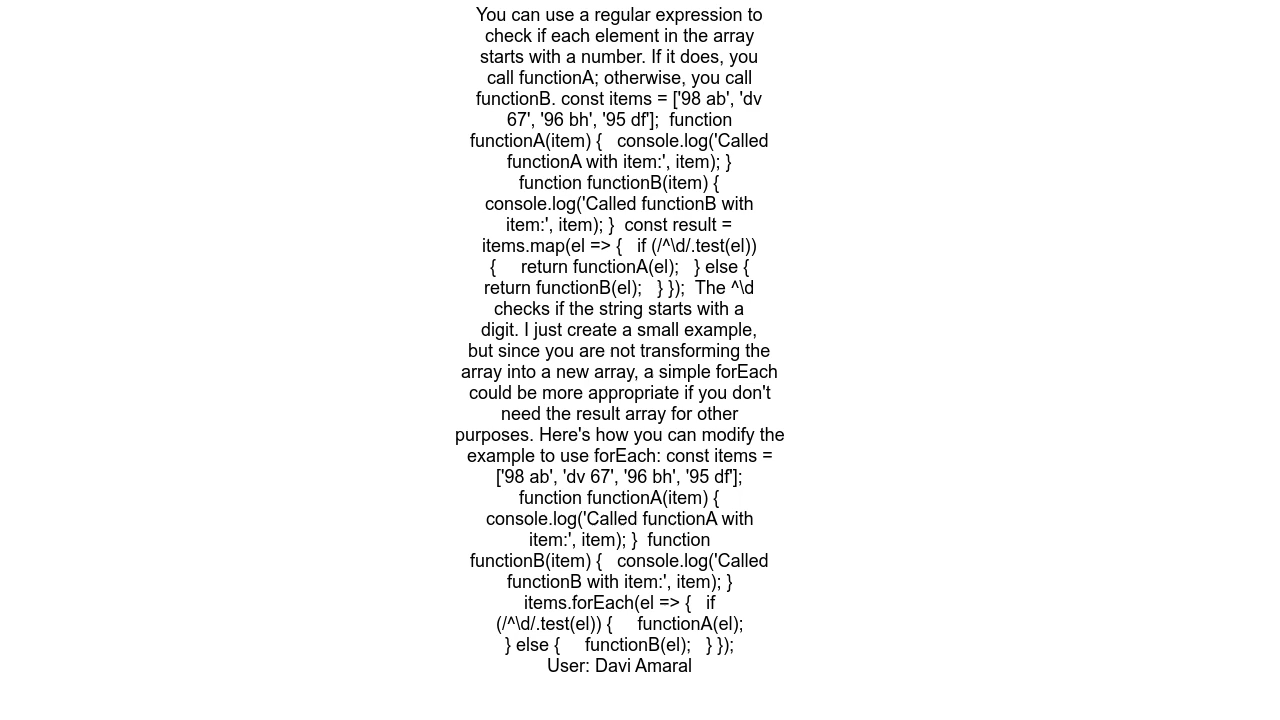 You can use a regular expression to
check if each element in the array
starts with a number. If it does, you
call functionA; otherwise, you call
functionB. const items = ['98 ab', 'dv
67', '96 bh', '95 df'];  function
functionA(item) {   console.log('Called
functionA with item:', item); }
function functionB(item) {
console.log('Called functionB with
item:', item); }  const result =
items.map(el => {   if (/^\d/.test(el))
{     return functionA(el);   } else {
return functionB(el);   } });  The ^\d
checks if the string starts with a
digit. I just create a small example,
but since you are not transforming the
array into a new array, a simple forEach
could be more appropriate if you don't
need the result array for other
purposes. Here's how you can modify the
example to use forEach: const items =
['98 ab', 'dv 67', '96 bh', '95 df'];
function functionA(item) {
console.log('Called functionA with
item:', item); }  function
functionB(item) {   console.log('Called
functionB with item:', item); }
items.forEach(el => {   if
(/^\d/.test(el)) {     functionA(el);
} else {     functionB(el);   } });
User: Davi Amaral